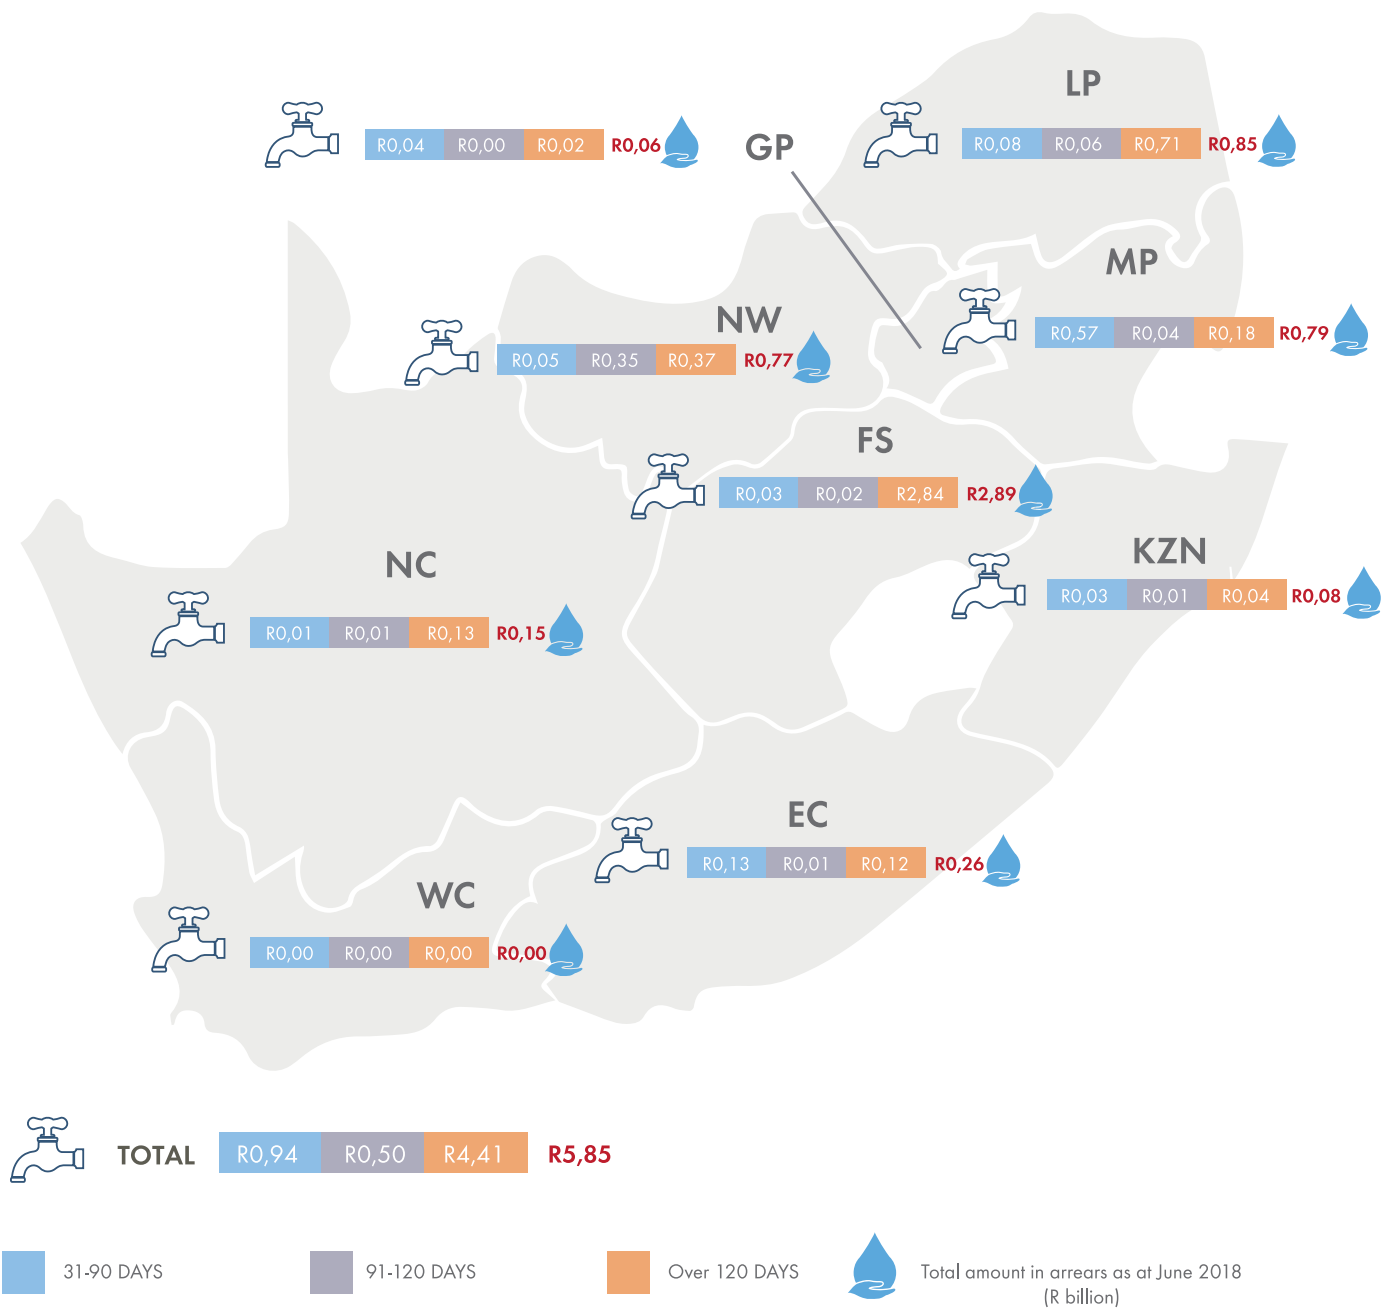 LP
R0,04 R0,00 R0,02 R0,06
GP
R0,08 R0,06 R0,71 R0,85
MP
NW
R0,57 R0,04 R0,18 R0,79
R0,05 R0,35 R0,37 R0,77
FS
R0,03 R0,02 R2,84 R2,89
KZN
NC
R0,03 R0,01 R0,04 R0,08
R0,01 R0,01 R0,13 R0,15
EC
R0,13 R0,01 R0,12 R0,26
WC
R0,00 R0,00 R0,00 R0,00
TOTAL R0,94 R0,50 R4,41 R5,85
31-90 DAYS 91-120 DAYS Over 120 DAYS Total amount in arrears as at June 2018
(R billion)